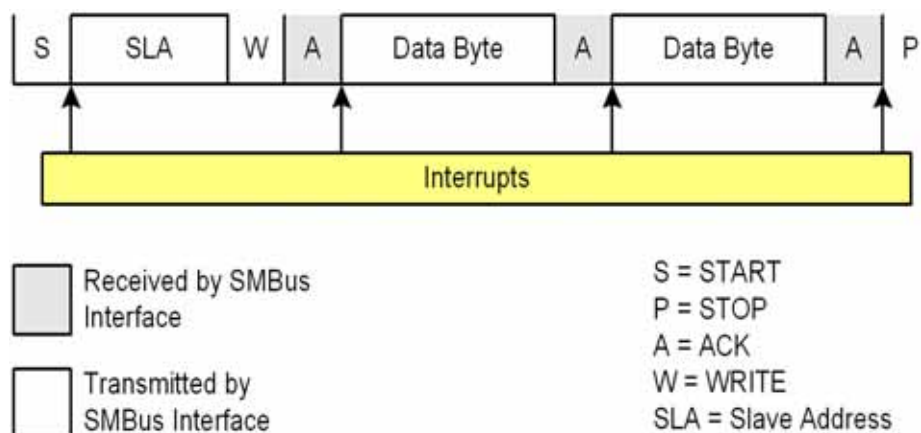 S SLA W A Data Byte A Data Byte A P
Interrupts
Received by SMBus
Interface
Transmitted by
SMBus Interface
S = START
P = STOP
A = ACK
W = WRITE
SLA = Slave Address